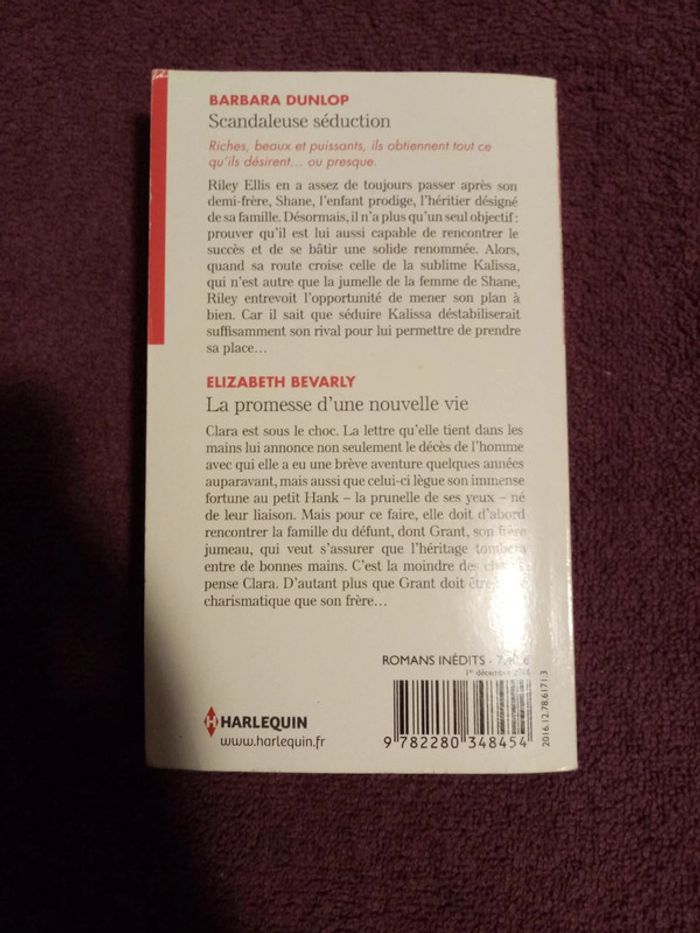 BARBARA DUNLOP
Scandaleuse séduction
Riches, beaux et puissants, ils obtiennent tout ce
qu'ils désirent... ou presque.
Riley Ellis en a assez de toujours passer après son
demi-frère, Shane, l'enfant prodige, l'héritier désigné
de sa famille. Désormais, il n'a plus qu'un seul objectif :
prouver qu'il est lui aussi capable de rencontrer le
succès et de se bâtir une solide renommée. Alors,
quand sa route croise celle de la sublime Kalissa,
qui n'est autre que la jumelle de la femme de Shane,
Riley entrevoit l'opportunité de mener son plan à
bien. Car il sait que séduire Kalissa déstabiliserait
suffisamment son rival pour lui permettre de prendre
sa place...
ELIZABETH BEVARLY
La promesse d'une nouvelle vie
Clara est sous le choc. La lettre qu'elle tient dans les
mains lui annonce non seulement le décès de l'homme
avec qui elle a eu une brève aventure quelques années
auparavant, mais aussi que celui-ci lègue son immense
fortune au petit Hank – la prunelle de ses yeux – né
de leur liaison. Mais pour ce faire, elle doit d'abord
rencontrer la famille du défunt, dont Grant, son frère
jumeau, qui veut s'assurer que l'héritage tombera
entre de bonnes mains. C'est la moindre des
pense Clara. D'autant plus que Grant doit être
charismatique que son frère...
ROMANS INÉDITS -
1er décembre
HARLEQUIN
www.harlequin.fr
9 782280 348454
2016.12.78.6171.3